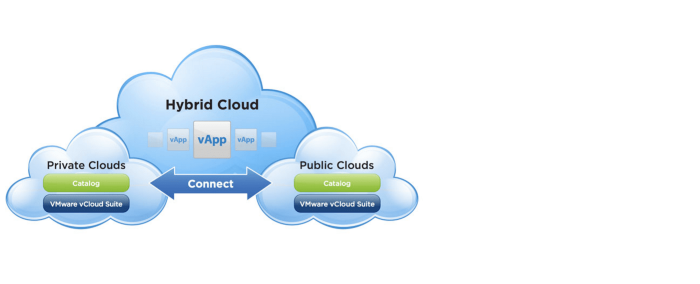 Hybrid Cloud
vApp vApp vApp
Private Clouds
Catalog
VMware vCloud Suite
Connect
Public Clouds
Catalog
VMware vCloud Suite